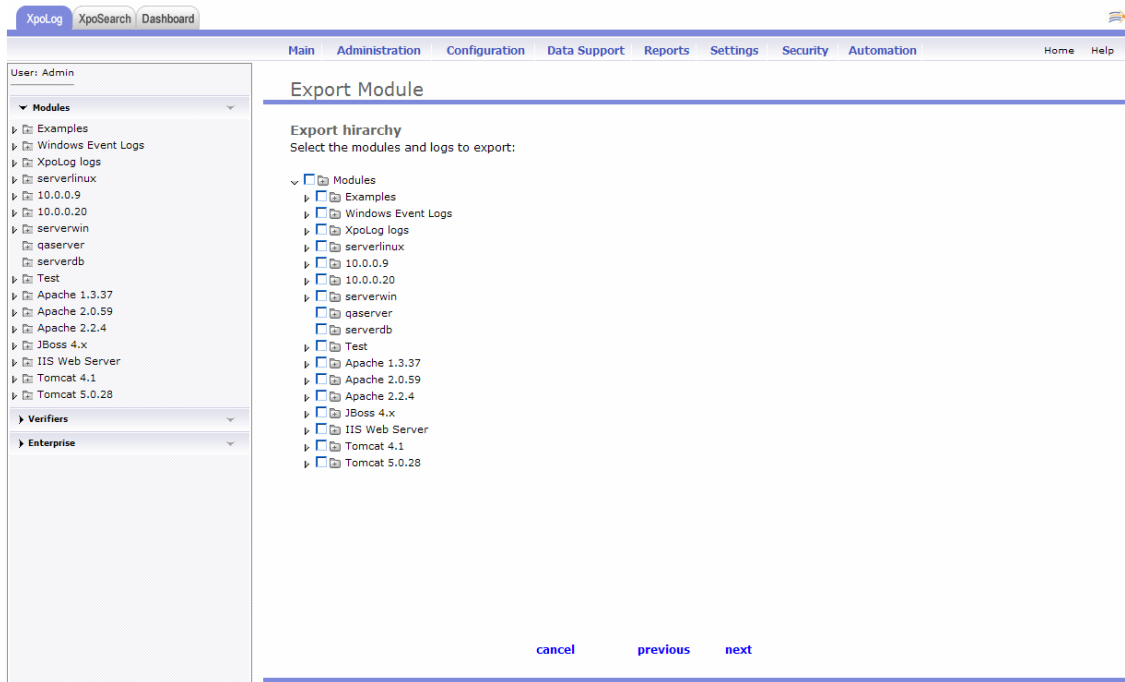 XpoLog XpoSearch Dashboard
Main Administration Configuration Data Support Reports Settings Security Automation Home Help
User: Admin
Modules
Examples
Windows Event Logs
XpoLog logs
serverlinux
10.0.0.9
10.0.0.20
serverwin
qaserver
serverdb
Test
Apache 1.3.37
Apache 2.0.59
Apache 2.2.4
JBoss 4.x
IIS Web Server
Tomcat 4.1
Tomcat 5.0.28
Verifiers
Enterprise
Export Module
Export hirarchy
Select the modules and logs to export:
Modules
Examples
Windows Event Logs
XpoLog logs
serverlinux
10.0.0.9
10.0.0.20
serverwin
qaserver
serverdb
Test
Apache 1.3.37
Apache 2.0.59
Apache 2.2.4
JBoss 4.x
IIS Web Server
Tomcat 4.1
Tomcat 5.0.28
cancel previous next